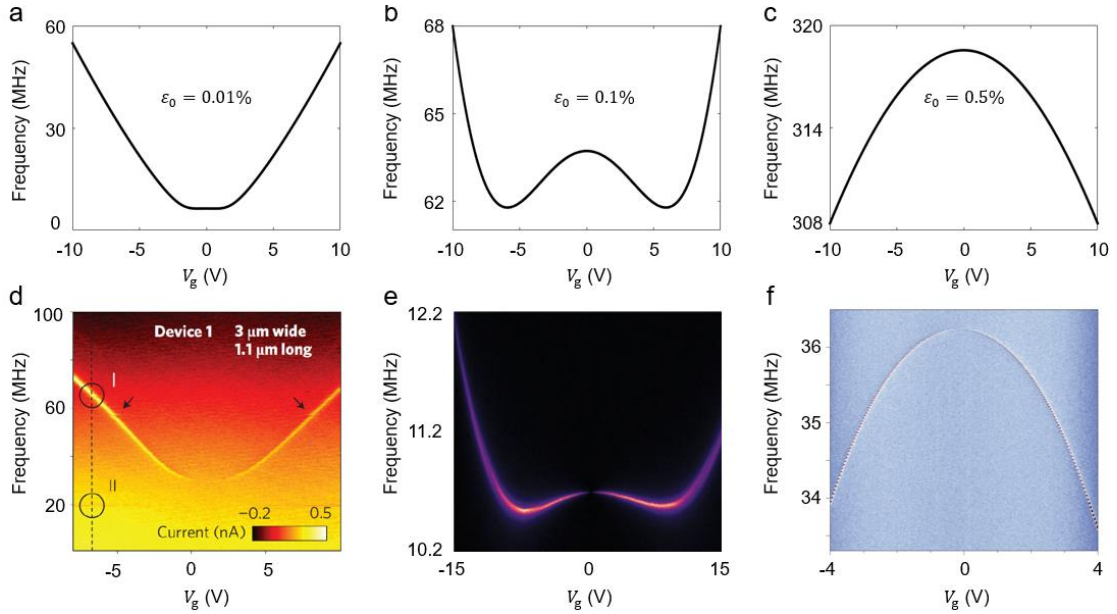 a
60
30
0
Frequency (MHz)
ε₀ = 0.01%
-10 -5 0 5 10
Vg (V)
b
68
65
62
Frequency (MHz)
ε₀ = 0.1%
-10 -5 0 5 10
Vg (V)
c
320
314
308
Frequency (MHz)
ε₀ = 0.5%
-10 -5 0 5 10
Vg (V)
d
100
60
20
Frequency (MHz)
Device 1 3 μm wide
1.1 μm long
I
II
−0.2 0.5
Current (nA)
-5 0 5
Vg (V)
e
12.2
11.2
10.2
Frequency (MHz)
-15 0 15
Vg (V)
f
36
35
34
Frequency (MHz)
-4 0 4
Vg (V)